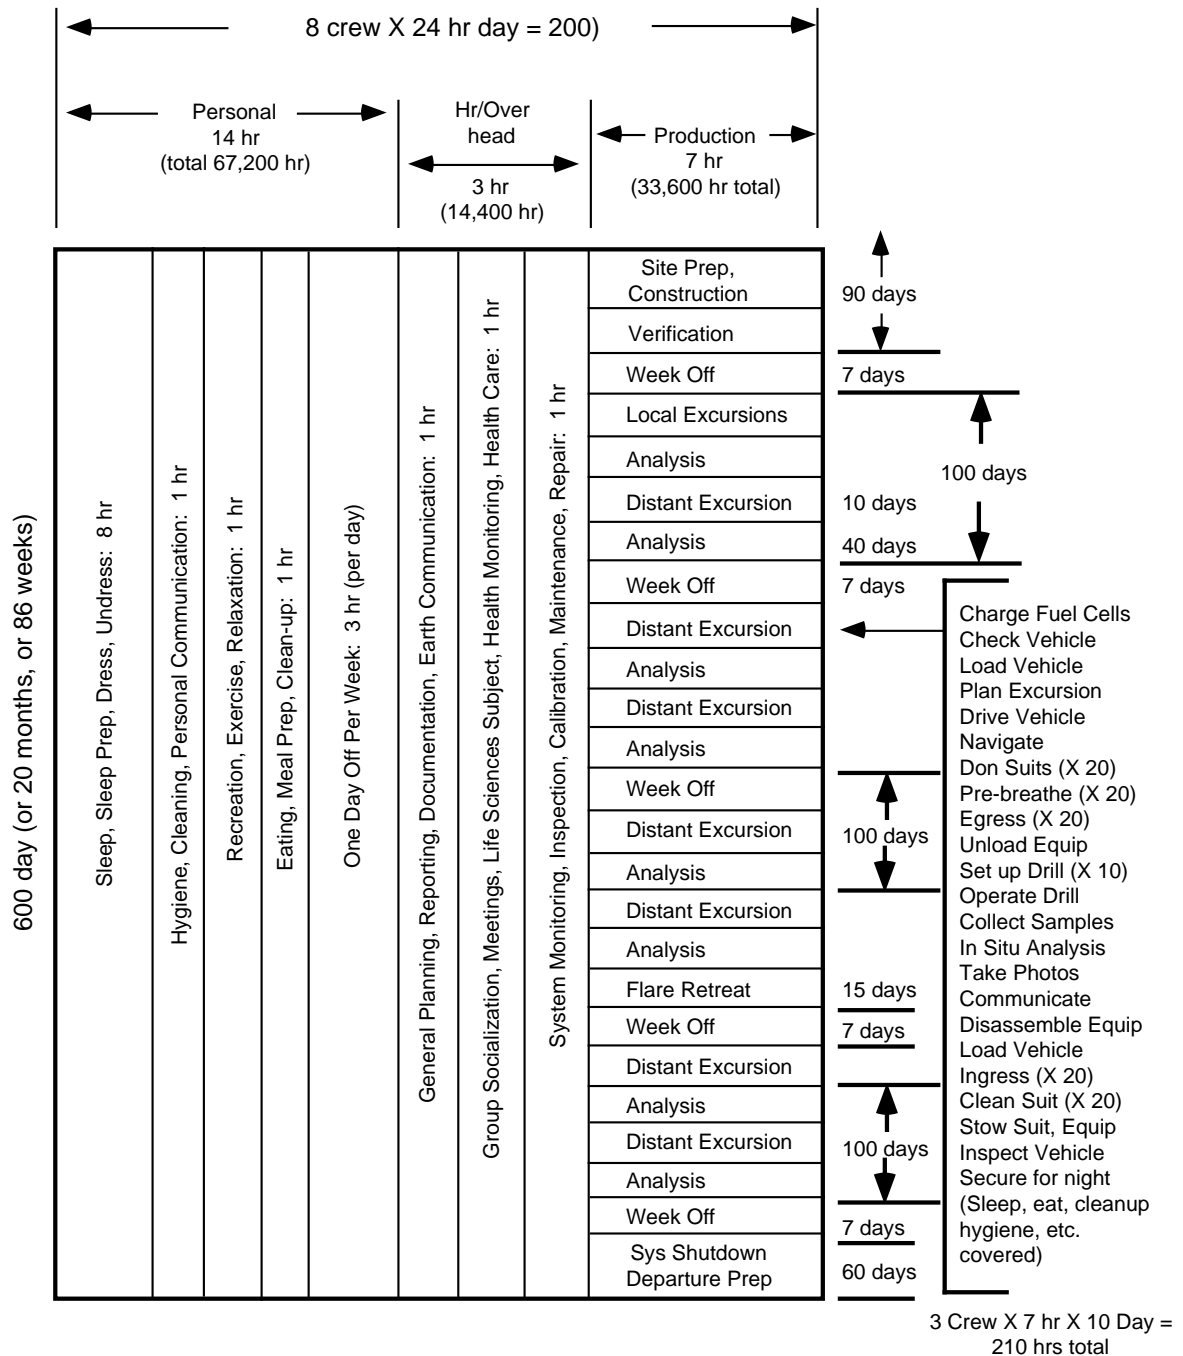 8 crew X 24 hr day = 200)
Personal
14 hr
(total 67,200 hr)
Hr/Over
head
3 hr
(14,400 hr)
Production
7 hr
(33,600 hr total)
600 day (or 20 months, or 86 weeks)
Sleep, Sleep Prep, Dress, Undress:  8 hr
Hygiene, Cleaning, Personal Communication:  1 hr
Recreation, Exercise, Relaxation:  1 hr
Eating, Meal Prep, Clean-up:  1 hr
One Day Off Per Week:  3 hr (per day)
General Planning, Reporting, Documentation, Earth Communication:  1 hr
Group Socialization, Meetings, Life Sciences Subject, Health Monitoring, Health Care:  1 hr
System Monitoring, Inspection, Calibration, Maintenance, Repair:  1 hr
Site Prep,
Construction
Verification
Week Off
Local Excursions
Analysis
Distant Excursion
Analysis
Week Off
Distant Excursion
Analysis
Distant Excursion
Analysis
Week Off
Distant Excursion
Analysis
Distant Excursion
Analysis
Flare Retreat
Week Off
Distant Excursion
Analysis
Distant Excursion
Analysis
Week Off
Sys Shutdown
Departure Prep
90 days
7 days
100 days
10 days
40 days
7 days
100 days
15 days
7 days
100 days
7 days
60 days
Charge Fuel Cells
Check Vehicle
Load Vehicle
Plan Excursion
Drive Vehicle
Navigate
Don Suits (X 20)
Pre-breathe (X 20)
Egress (X 20)
Unload Equip
Set up Drill (X 10)
Operate Drill
Collect Samples
In Situ Analysis
Take Photos
Communicate
Disassemble Equip
Load Vehicle
Ingress (X 20)
Clean Suit (X 20)
Stow Suit, Equip
Inspect Vehicle
Secure for night
(Sleep, eat, cleanup
hygiene, etc.
covered)
3 Crew X 7 hr X 10 Day =
210 hrs total